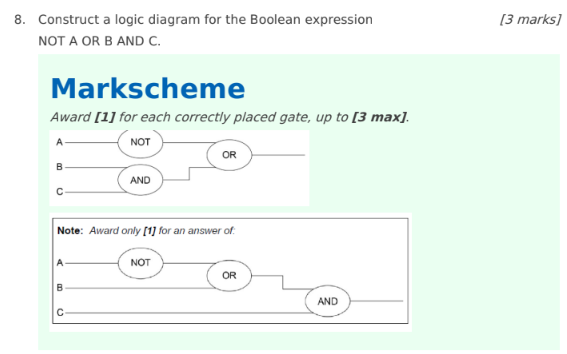 8. Construct a logic diagram for the Boolean expression [3 marks]
NOT A OR B AND C.
Markscheme
Award [1] for each correctly placed gate, up to [3 max].
A NOT
OR
B
AND
C
Note: Award only [1] for an answer of:
A NOT
OR
B
AND
C